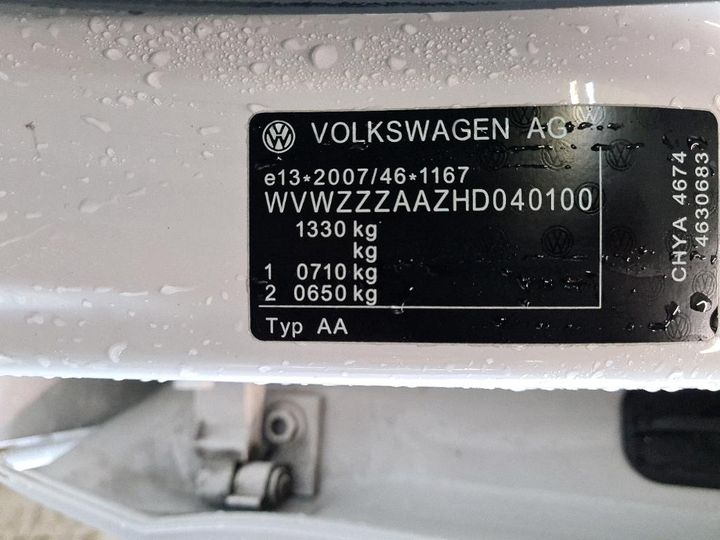 VOLKSWAGEN AG
e13*2007/46*1167
WVWZZZAAZHD040100
1330 kg
kg
1 0710 kg
2 0650 kg
Typ AA
CHYA 4674
4630683